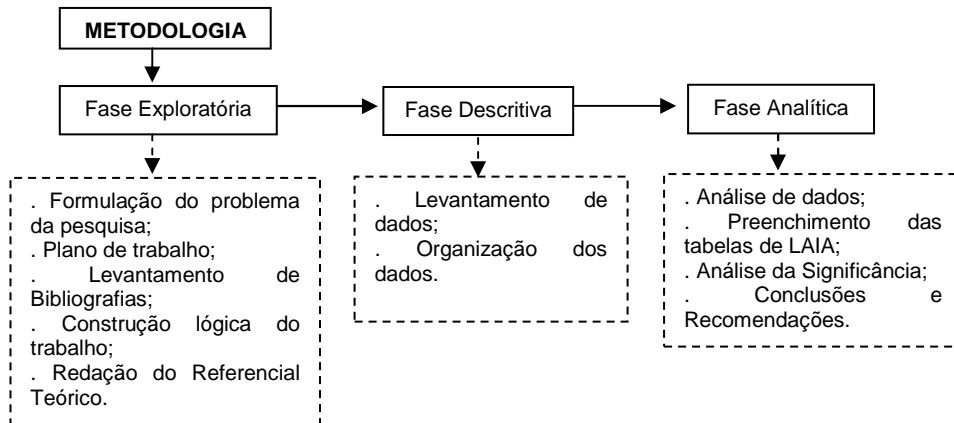 METODOLOGIA
Fase Exploratória
Fase Descritiva
Fase Analítica
. Formulação do problema
da pesquisa;
. Plano de trabalho;
. Levantamento de
Bibliografias;
. Construção lógica do
trabalho;
. Redação do Referencial
Teórico.
. Levantamento de
dados;
. Organização dos
dados.
. Análise de dados;
. Preenchimento das
tabelas de LAIA;
. Análise da Significância;
. Conclusões e
Recomendações.